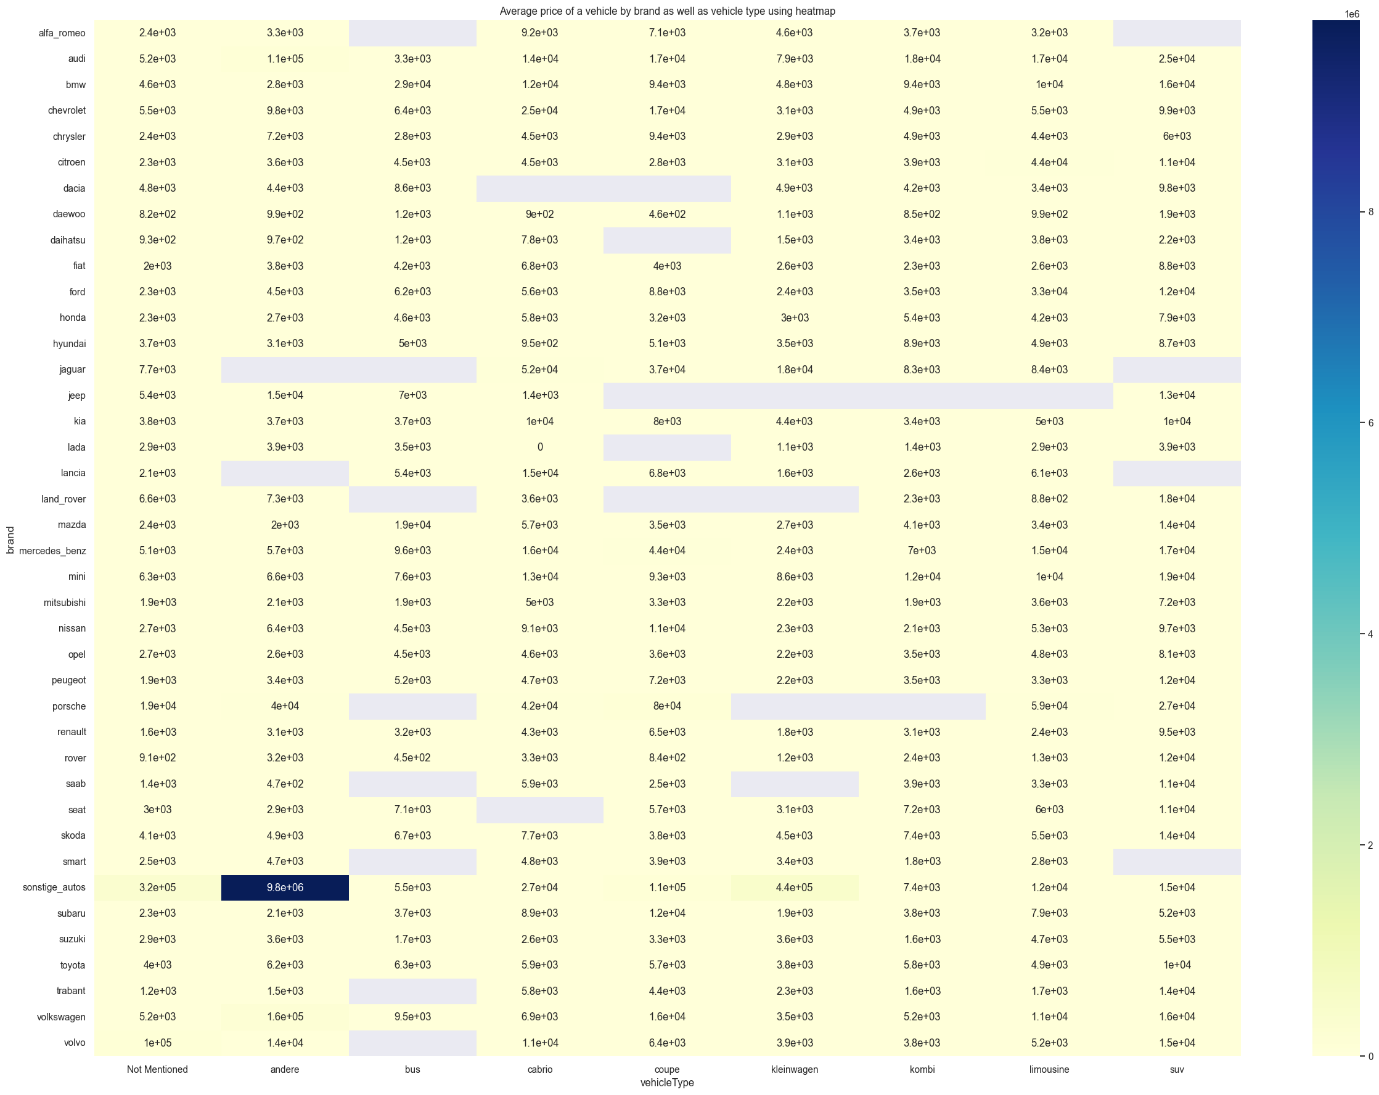 Average price of a vehicle by brand as well as vehicle type using heatmap
1e6
alfa_romeo 2.4e+03 3.3e+03 9.2e+03 7.1e+03 4.6e+03 3.7e+03 3.2e+03
audi 5.2e+03 1.1e+05 3.3e+03 1.4e+04 1.7e+04 7.9e+03 1.8e+04 1.7e+04 2.5e+04
bmw 4.6e+03 2.8e+03 2.9e+04 1.2e+04 9.4e+03 4.8e+03 9.4e+03 1e+04 1.6e+04
chevrolet 5.5e+03 9.8e+03 6.4e+03 2.5e+04 1.7e+04 3.1e+03 4.9e+03 5.5e+03 9.9e+03
chrysler 2.4e+03 7.2e+03 2.8e+03 4.5e+03 9.4e+03 2.9e+03 4.9e+03 4.4e+03 6e+03
citroen 2.3e+03 3.6e+03 4.5e+03 4.5e+03 2.8e+03 3.1e+03 3.9e+03 4.4e+04 1.1e+04
dacia 4.8e+03 4.4e+03 8.6e+03 4.9e+03 4.2e+03 3.4e+03 9.8e+03
daewoo 8.2e+02 9.9e+02 1.2e+03 9e+02 4.6e+02 1.1e+03 8.5e+02 9.9e+02 1.9e+03
8
daihatsu 9.3e+02 9.7e+02 1.2e+03 7.8e+03 1.5e+03 3.4e+03 3.8e+03 2.2e+03
fiat 2e+03 3.8e+03 4.2e+03 6.8e+03 4e+03 2.6e+03 2.3e+03 2.6e+03 8.8e+03
ford 2.3e+03 4.5e+03 6.2e+03 5.6e+03 8.8e+03 2.4e+03 3.5e+03 3.3e+04 1.2e+04
honda 2.3e+03 2.7e+03 4.6e+03 5.8e+03 3.2e+03 3e+03 5.4e+03 4.2e+03 7.9e+03
hyundai 3.7e+03 3.1e+03 5e+03 9.5e+02 5.1e+03 3.5e+03 8.9e+03 4.9e+03 8.7e+03
jaguar 7.7e+03 5.2e+04 3.7e+04 1.8e+04 8.3e+03 8.4e+03
jeep 5.4e+03 1.5e+04 7e+03 1.4e+03 1.3e+04
kia 3.8e+03 3.7e+03 3.7e+03 1e+04 8e+03 4.4e+03 3.4e+03 5e+03 1e+04
6
lada 2.9e+03 3.9e+03 3.5e+03 0 1.1e+03 1.4e+03 2.9e+03 3.9e+03
lancia 2.1e+03 5.4e+03 1.5e+04 6.8e+03 1.6e+03 2.6e+03 6.1e+03
land_rover 6.6e+03 7.3e+03 3.6e+03 2.3e+03 8.8e+02 1.8e+04
mazda 2.4e+03 2e+03 1.9e+04 5.7e+03 3.5e+03 2.7e+03 4.1e+03 3.4e+03 1.4e+04
brand
mercedes_benz 5.1e+03 5.7e+03 9.6e+03 1.6e+04 4.4e+04 2.4e+03 7e+03 1.5e+04 1.7e+04
mini 6.3e+03 6.6e+03 7.6e+03 1.3e+04 9.3e+03 8.6e+03 1.2e+04 1e+04 1.9e+04
mitsubishi 1.9e+03 2.1e+03 1.9e+03 5e+03 3.3e+03 2.2e+03 1.9e+03 3.6e+03 7.2e+03
nissan 2.7e+03 6.4e+03 4.5e+03 9.1e+03 1.1e+04 2.3e+03 2.1e+03 5.3e+03 9.7e+03
4
opel 2.7e+03 2.6e+03 4.5e+03 4.6e+03 3.6e+03 2.2e+03 3.5e+03 4.8e+03 8.1e+03
peugeot 1.9e+03 3.4e+03 5.2e+03 4.7e+03 7.2e+03 2.2e+03 3.5e+03 3.3e+03 1.2e+04
porsche 1.9e+04 4e+04 4.2e+04 8e+04 5.9e+04 2.7e+04
renault 1.6e+03 3.1e+03 3.2e+03 4.3e+03 6.5e+03 1.8e+03 3.1e+03 2.4e+03 9.5e+03
rover 9.1e+02 3.2e+03 4.5e+02 3.3e+03 8.4e+02 1.2e+03 2.4e+03 1.3e+03 1.2e+04
saab 1.4e+03 4.7e+02 5.9e+03 2.5e+03 3.9e+03 3.3e+03 1.1e+04
seat 3e+03 2.9e+03 7.1e+03 5.7e+03 3.1e+03 7.2e+03 6e+03 1.1e+04
skoda 4.1e+03 4.9e+03 6.7e+03 7.7e+03 3.8e+03 4.5e+03 7.4e+03 5.5e+03 1.4e+04
2
smart 2.5e+03 4.7e+03 4.8e+03 3.9e+03 3.4e+03 1.8e+03 2.8e+03
sonstige_autos 3.2e+05 9.8e+06 5.5e+03 2.7e+04 1.1e+05 4.4e+05 7.4e+03 1.2e+04 1.5e+04
subaru 2.3e+03 2.1e+03 3.7e+03 8.9e+03 1.2e+04 1.9e+03 3.8e+03 7.9e+03 5.2e+03
suzuki 2.9e+03 3.6e+03 1.7e+03 2.6e+03 3.3e+03 3.6e+03 1.6e+03 4.7e+03 5.5e+03
toyota 4e+03 6.2e+03 6.3e+03 5.9e+03 5.7e+03 3.8e+03 5.8e+03 4.9e+03 1e+04
trabant 1.2e+03 1.5e+03 5.8e+03 4.4e+03 2.3e+03 1.6e+03 1.7e+03 1.4e+04
volkswagen 5.2e+03 1.6e+05 9.5e+03 6.9e+03 1.6e+04 3.5e+03 5.2e+03 1.1e+04 1.6e+04
volvo 1e+05 1.4e+04 1.1e+04 6.4e+03 3.9e+03 3.8e+03 5.2e+03 1.5e+04
0
Not Mentioned andere bus cabrio coupe kleinwagen kombi limousine suv
vehicleType